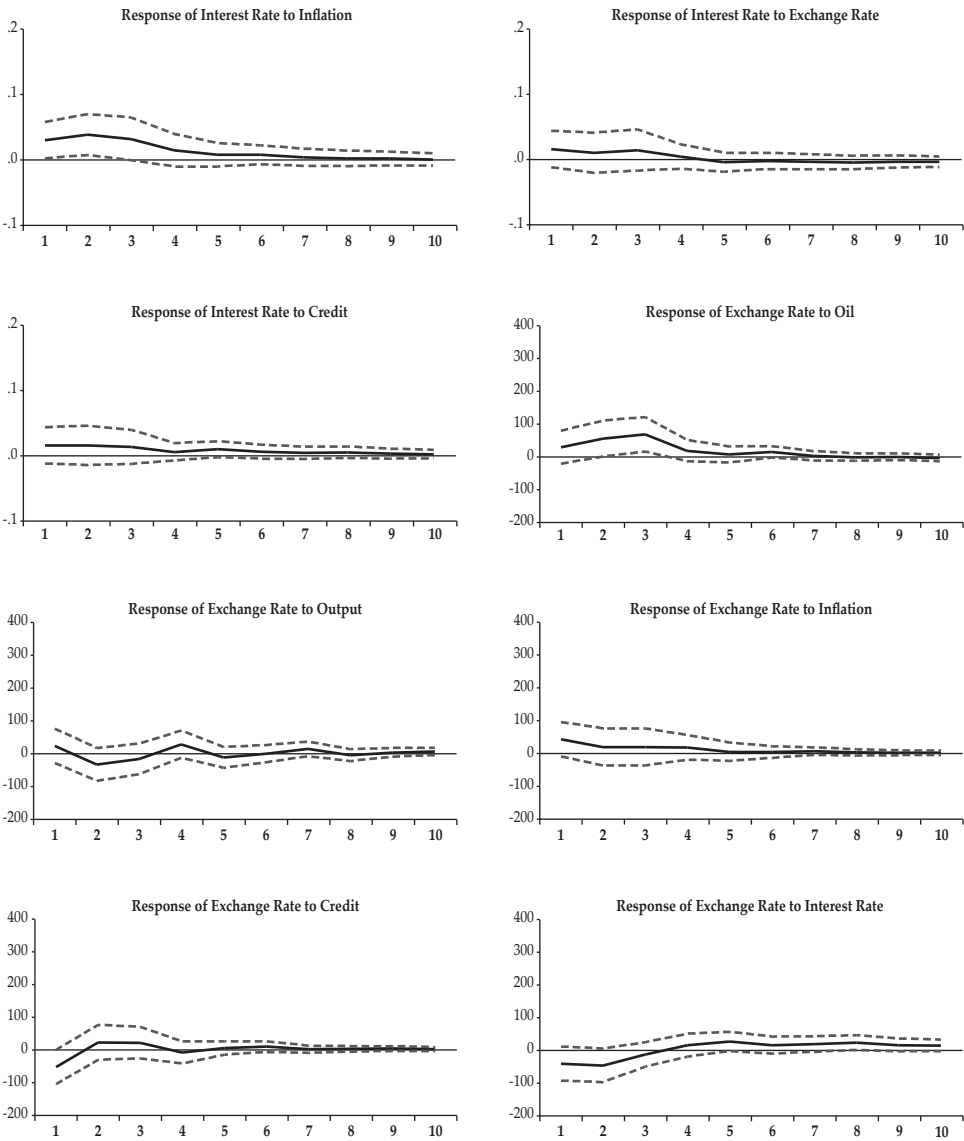 Response of Interest Rate to Inflation
.2
.1
.0
-.1
1 2 3 4 5 6 7 8 9 10
Response of Interest Rate to Exchange Rate
.2
.1
.0
-.1
1 2 3 4 5 6 7 8 9 10
Response of Interest Rate to Credit
.2
.1
.0
-.1
1 2 3 4 5 6 7 8 9 10
Response of Exchange Rate to Oil
400
300
200
100
0
-100
-200
1 2 3 4 5 6 7 8 9 10
Response of Exchange Rate to Output
400
300
200
100
0
-100
-200
1 2 3 4 5 6 7 8 9 10
Response of Exchange Rate to Inflation
400
300
200
100
0
-100
-200
1 2 3 4 5 6 7 8 9 10
Response of Exchange Rate to Credit
400
300
200
100
0
-100
-200
1 2 3 4 5 6 7 8 9 10
Response of Exchange Rate to Interest Rate
400
300
200
100
0
-100
-200
1 2 3 4 5 6 7 8 9 10